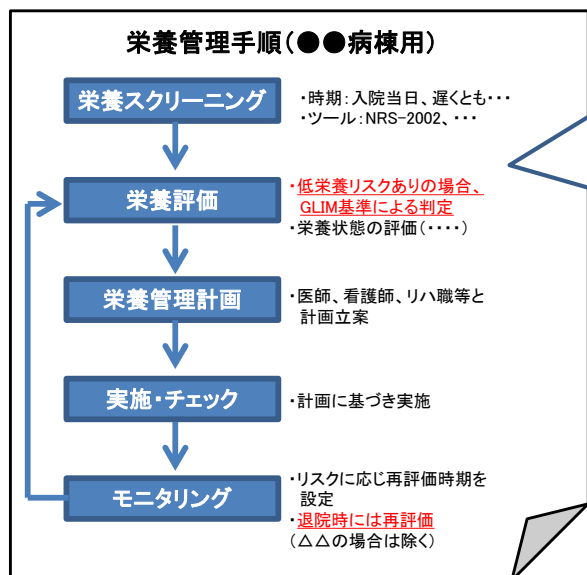 栄養管理手順(●●病棟用)
栄養スクリーニング
・時期:入院当日、遅くとも・・・
・ツール:NRS-2002、・・・
栄養評価
・低栄養リスクありの場合、
GLIM基準による判定
・栄養状態の評価(・・・・)
栄養管理計画
・医師、看護師、リハ職等と
計画立案
実施・チェック
・計画に基づき実施
モニタリング
・リスクに応じ再評価時期を
設定
・退院時には再評価
(△△の場合は除く)